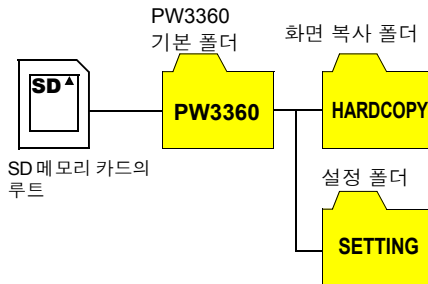 PW3360
기본 폴더
화면 복사 폴더
SD
PW3360
HARDCOPY
SD 메모리 카드의
루트
설정 폴더
SETTING